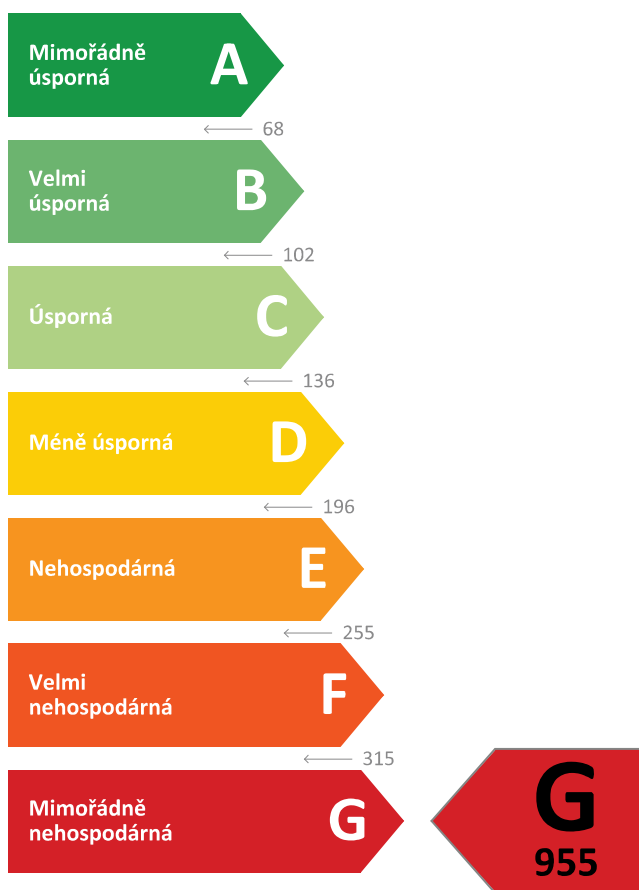 Mimořádně
úsporná
A
68
Velmi
úsporná
B
102
Úsporná
C
136
Méně úsporná
D
196
Nehospodárná
E
255
Velmi
nehospodárná
F
315
Mimořádně
nehospodárná
G
G
955